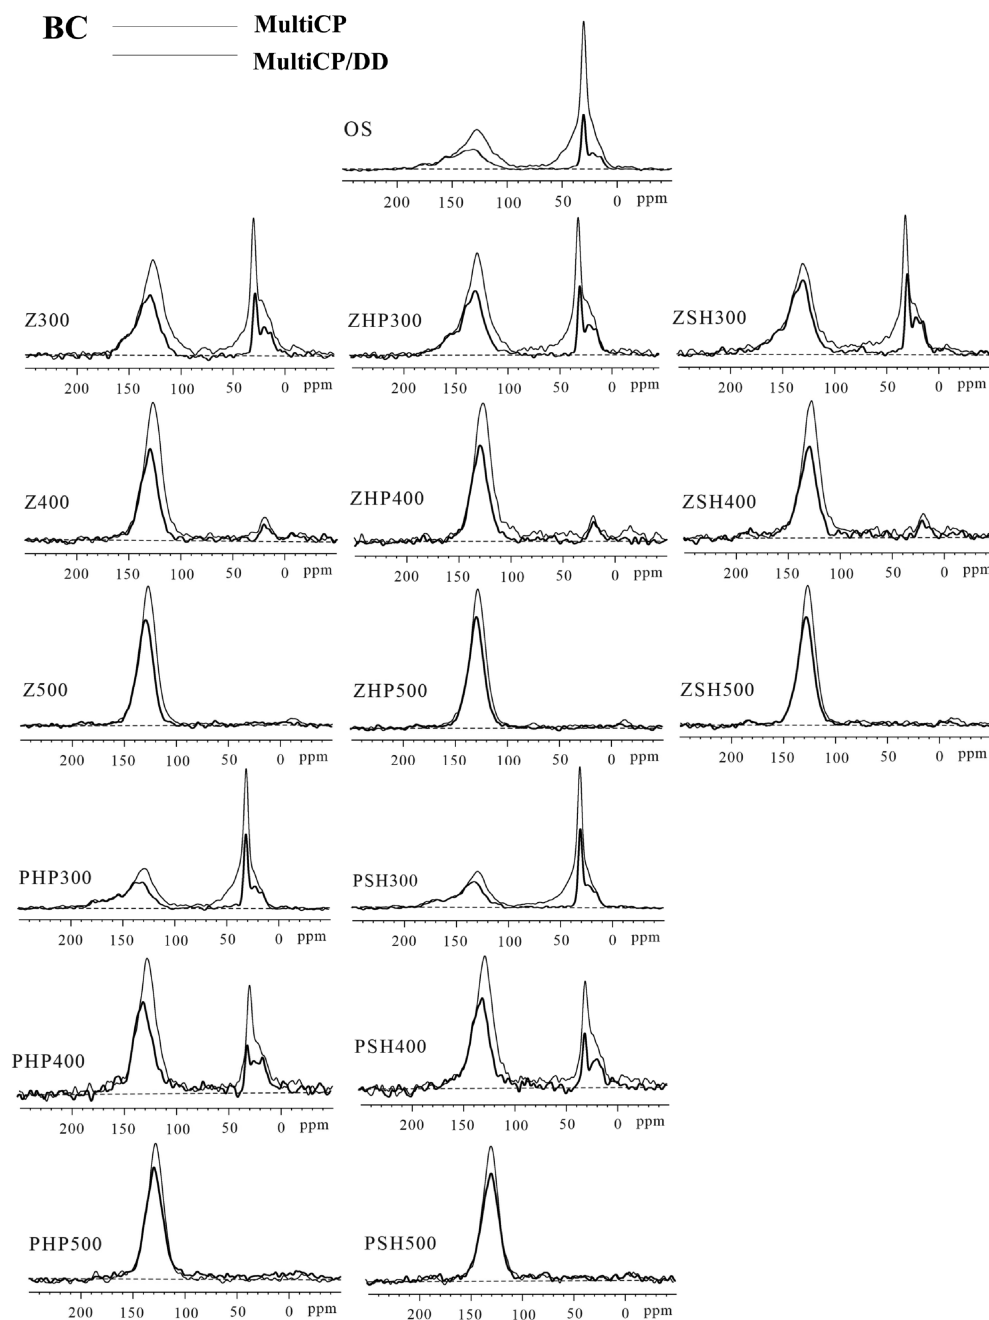 BC
MultiCP
MultiCP/DD
OS
200 150 100 50 0 ppm
Z300
ZHP300
ZSH300
200 150 100 50 0 ppm
200 150 100 50 0 ppm
200 150 100 50 0 ppm
Z400
ZHP400
ZSH400
200 150 100 50 0 ppm
200 150 100 50 0 ppm
200 150 100 50 0 ppm
Z500
ZHP500
ZSH500
200 150 100 50 0 ppm
200 150 100 50 0 ppm
200 150 100 50 0 ppm
PHP300
PSH300
200 150 100 50 0 ppm
200 150 100 50 0 ppm
PHP400
PSH400
200 150 100 50 0 ppm
200 150 100 50 0 ppm
PHP500
PSH500
200 150 100 50 0 ppm
200 150 100 50 0 ppm